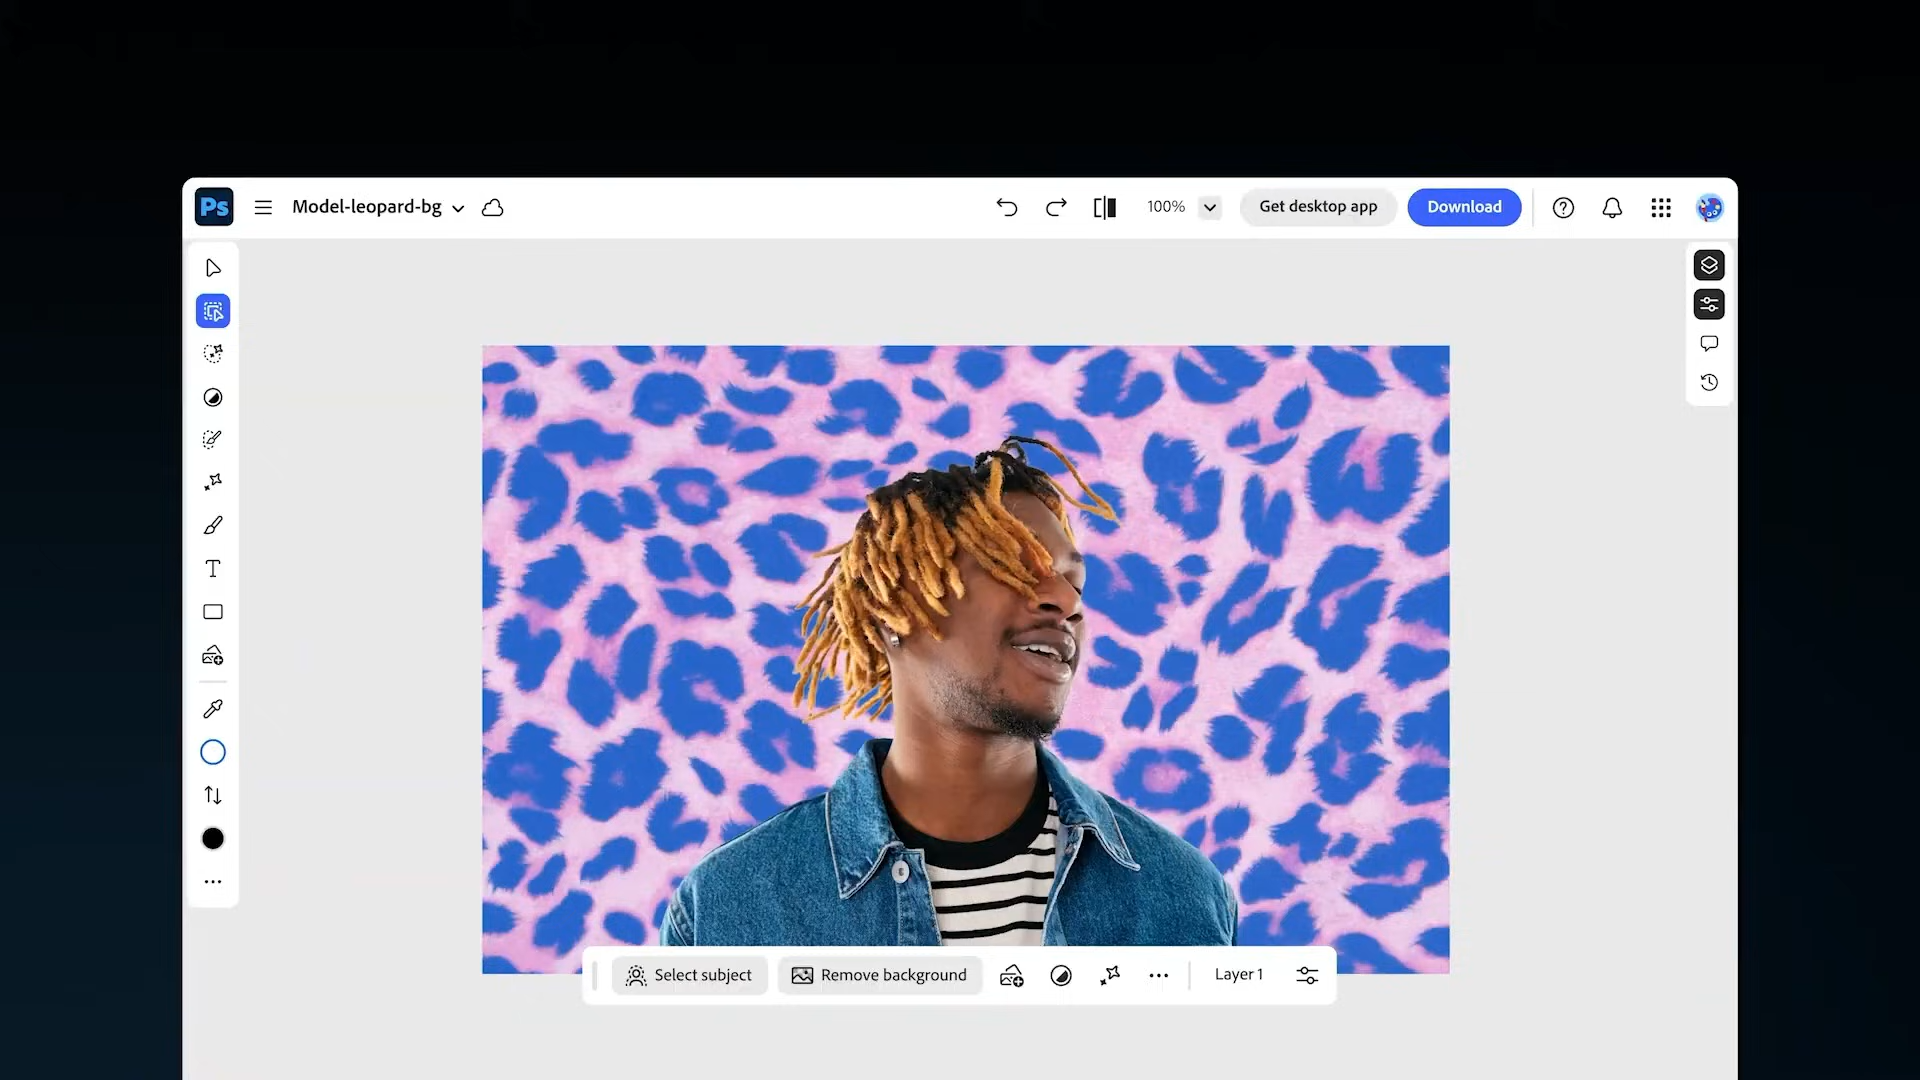 Ps
Model-leopard-bg
100%
Get desktop app
Download
T
Select subject
Remove background
Layer 1